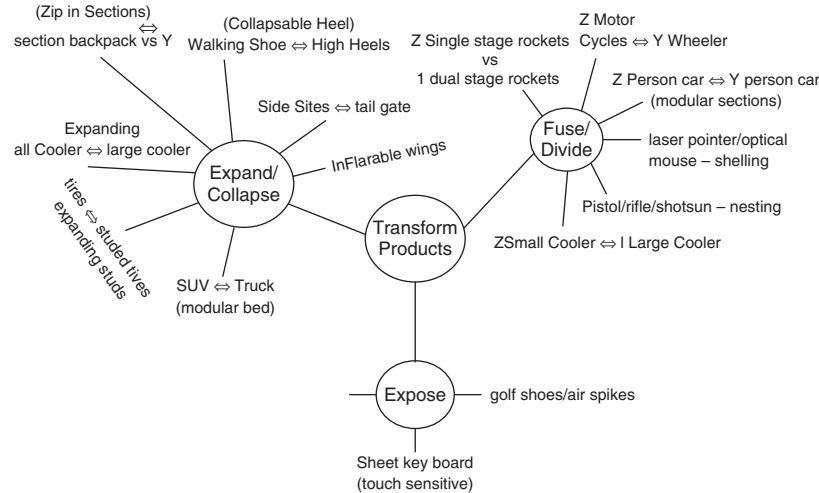 (Zip in Sections)
⇔
section backpack vs Y
(Collapsable Heel)
Walking Shoe ⇔ High Heels
Side Sites ⇔ tail gate
InFlarable wings
Expanding
all Cooler ⇔ large cooler
Expand/
Collapse
tires ⇔ studed tives
expanding studs
SUV ⇔ Truck
(modular bed)
Transform
Products
Z Single stage rockets
vs
1 dual stage rockets
Z Motor
Cycles ⇔ Y Wheeler
Z Person car ⇔ Y person car
(modular sections)
Fuse/
Divide
laser pointer/optical
mouse – shelling
Pistol/rifle/shotsun – nesting
ZSmall Cooler ⇔ I Large Cooler
Expose
golf shoes/air spikes
Sheet key board
(touch sensitive)